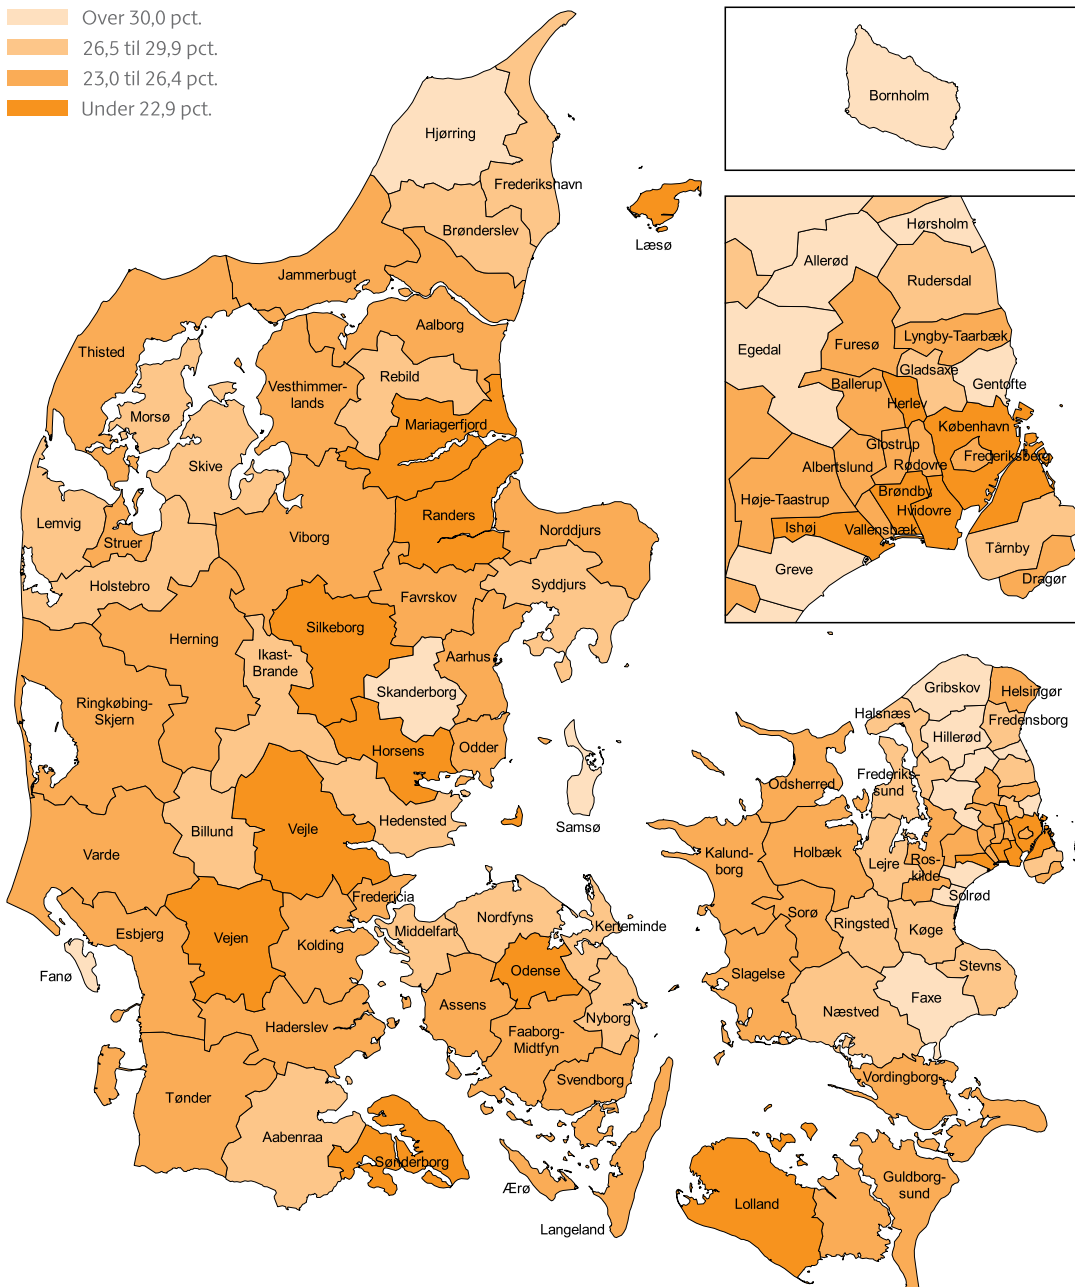 Over 30,0 pct.
26,5 til 29,9 pct.
23,0 til 26,4 pct.
Under 22,9 pct.
Bornholm
Hjørring
Frederikshavn
Brønderslev
Læsø
Jammerbugt
Aalborg
Thisted
Rebild
Vesthimmer-
lands
Morsø
Mariagerfjord
Skive
Lemvig
Struer
Viborg
Randers
Norddjurs
Holstebro
Syddjurs
Favrskov
Silkeborg
Herning
Ikast-
Brande
Aarhus
Skanderborg
Ringkøbing-
Skjern
Horsens
Odder
Samsø
Hedensted
Billund
Vejle
Varde
Fredericia
Esbjerg
Vejen
Kolding
Fanø
Haderslev
Tønder
Aabenraa
Sønderborg
Nordfyns
Middelfart
Kerteminde
Odense
Assens
Nyborg
Faaborg-
Midtfyn
Svendborg
Ærø
Langeland
Hørsholm
Allerød
Rudersdal
Egedal
Furesø
Lyngby-Taarbæk
Gladsaxe
Ballerup
Gentofte
Herlev
København
Glostrup
Frederiksberg
Albertslund
Rødovre
Høje-Taastrup
Brøndby
Hvidovre
Ishøj
Vallensbæk
Greve
Tårnby
Dragør
Gribskov
Helsingør
Halsnæs
Fredensborg
Hillerød
Odsherred
Frederiks-
sund
Kalund-
borg
Holbæk
Lejre
Ros-
kilde
Solrød
Sorø
Ringsted
Køge
Slagelse
Stevns
Faxe
Næstved
Vordingborg
Guldborg-
sund
Lolland